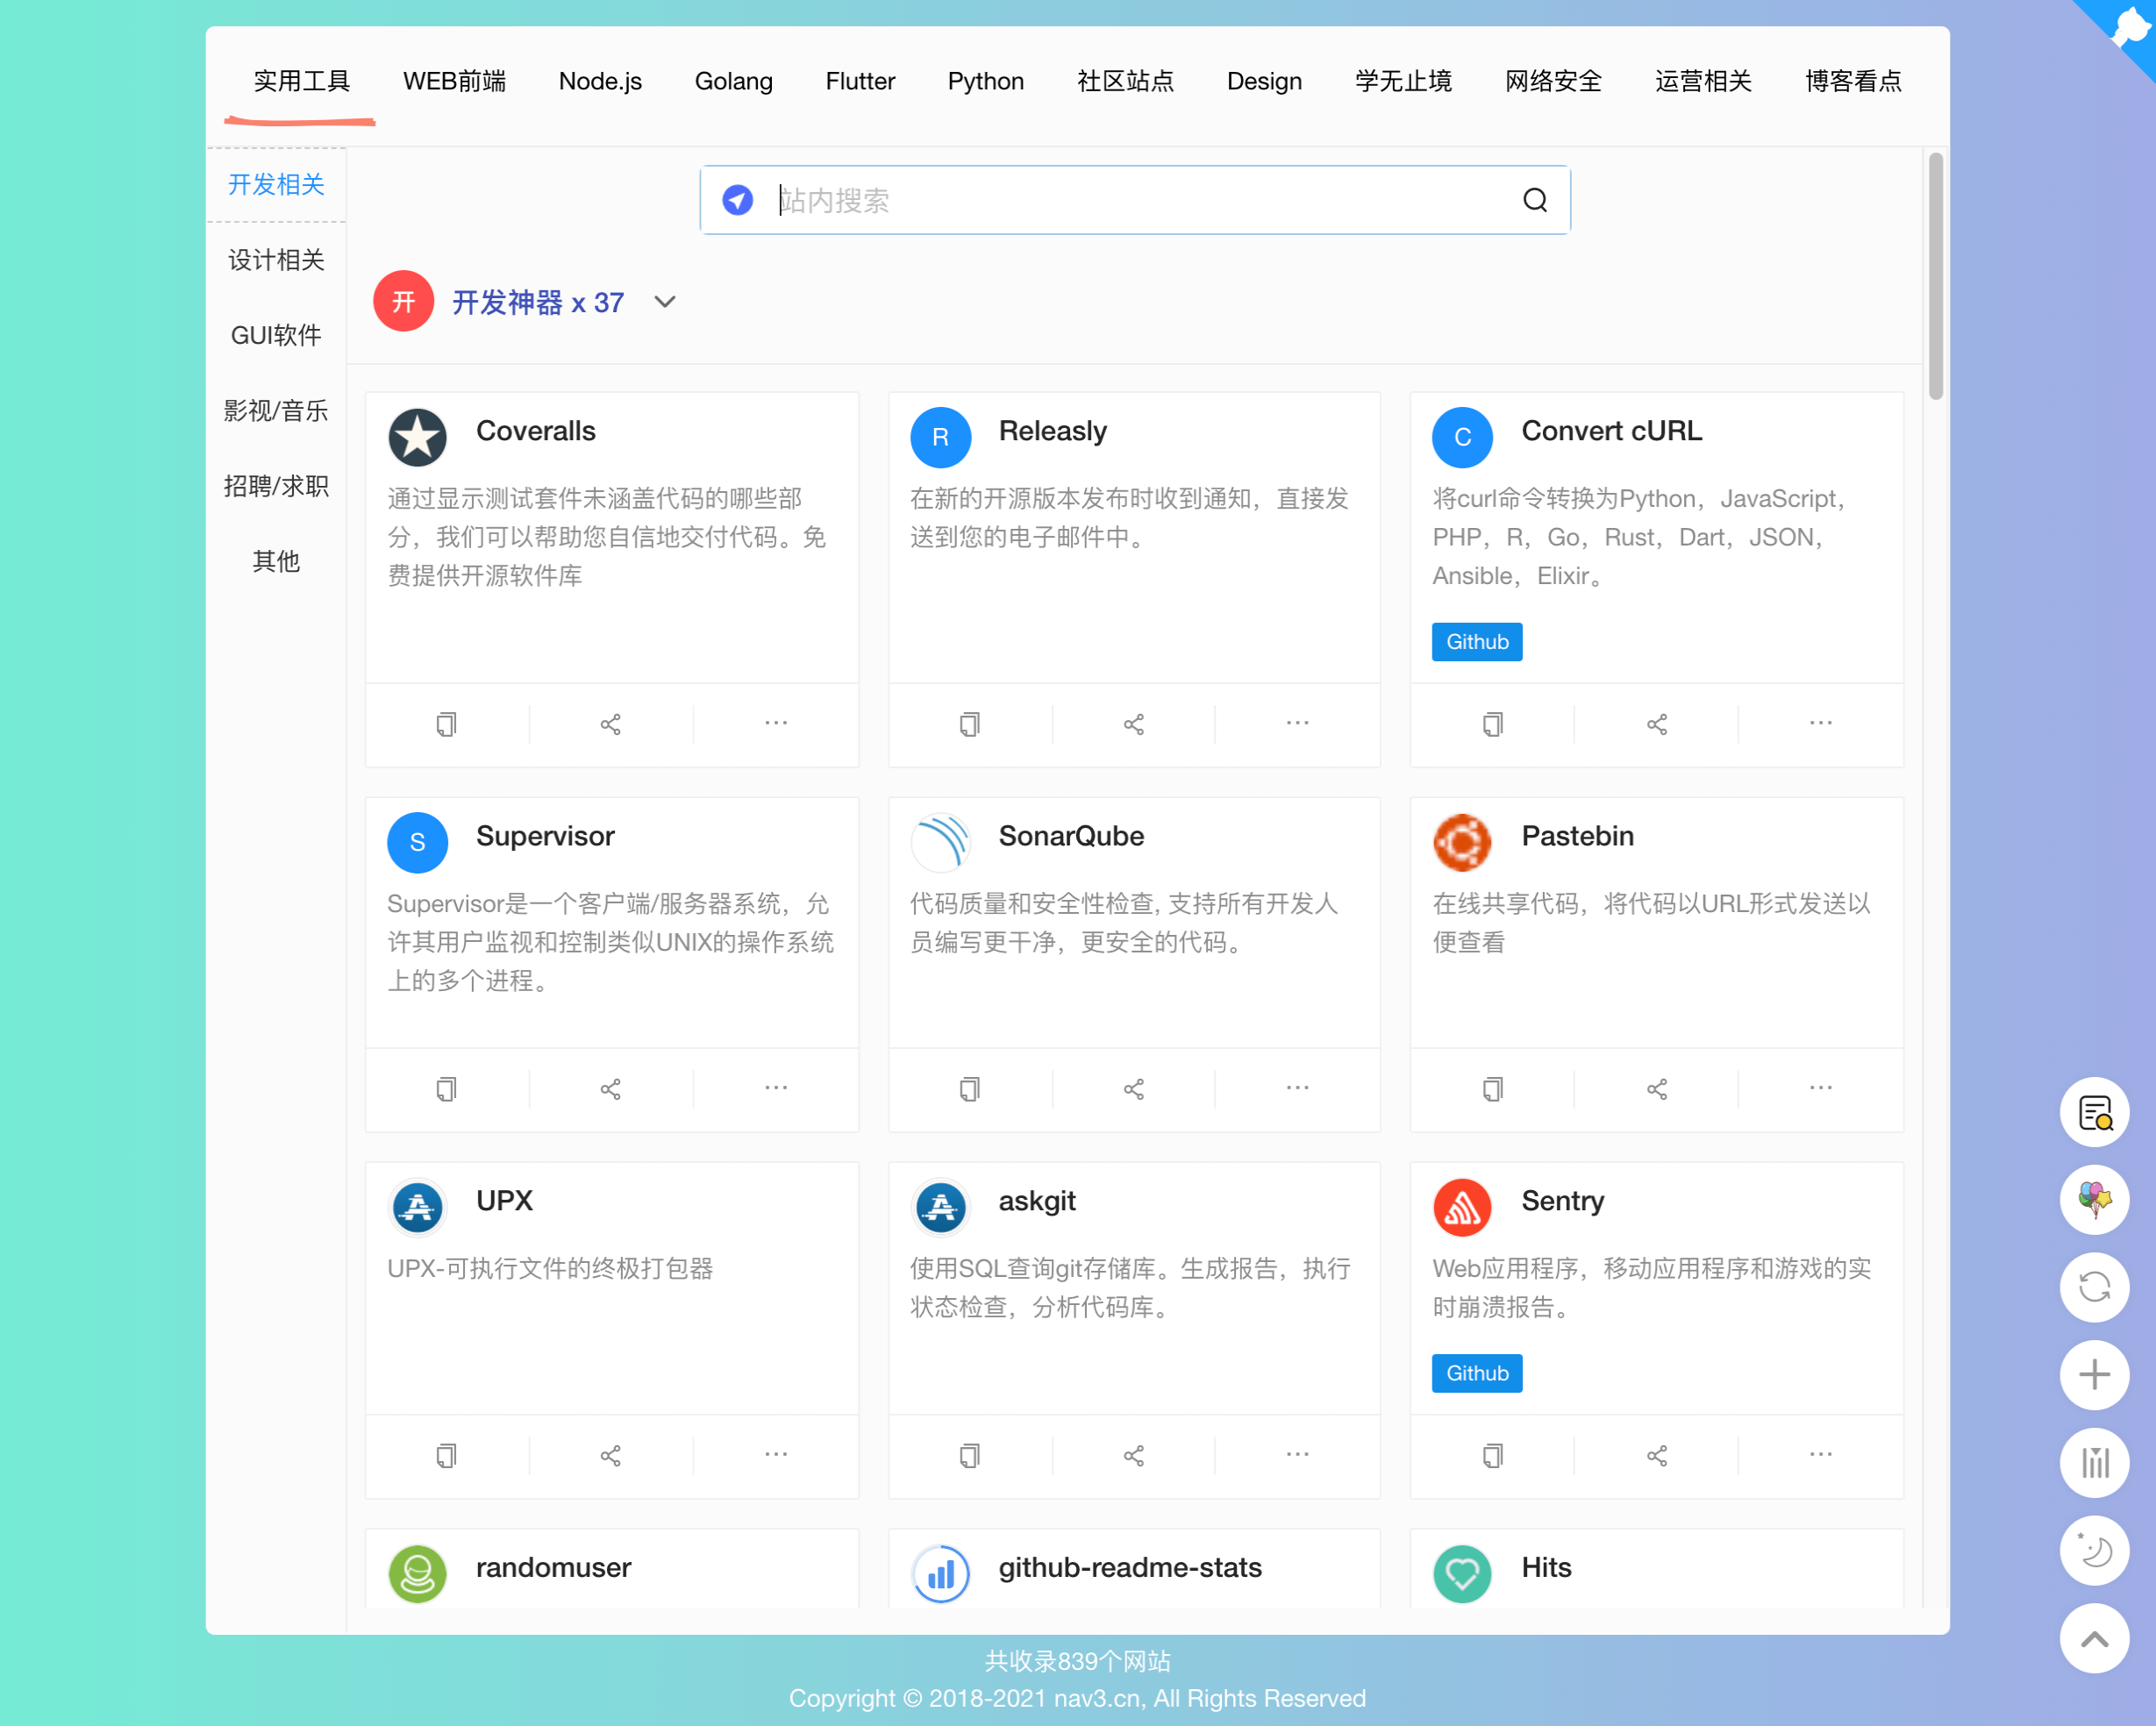 实用工具 WEB前端 Node.js Golang Flutter Python 社区站点 Design 学无止境 网络安全 运营相关 博客看点
开发相关
设计相关
GUI软件
影视/音乐
招聘/求职
其他
站内搜索
开 开发神器 x 37
Coveralls
通过显示测试套件未涵盖代码的哪些部
分，我们可以帮助您自信地交付代码。免
费提供开源软件库
R Releasly
在新的开源版本发布时收到通知，直接发
送到您的电子邮件中。
C Convert cURL
将curl命令转换为Python，JavaScript，
PHP，R，Go，Rust，Dart，JSON，
Ansible，Elixir。
Github
S Supervisor
Supervisor是一个客户端/服务器系统，允
许其用户监视和控制类似UNIX的操作系统
上的多个进程。
SonarQube
代码质量和安全性检查, 支持所有开发人
员编写更干净，更安全的代码。
Pastebin
在线共享代码，将代码以URL形式发送以
便查看
UPX
UPX-可执行文件的终极打包器
askgit
使用SQL查询git存储库。生成报告，执行
状态检查，分析代码库。
Sentry
Web应用程序，移动应用程序和游戏的实
时崩溃报告。
Github
randomuser
github-readme-stats
Hits
共收录839个网站
Copyright © 2018-2021 nav3.cn, All Rights Reserved